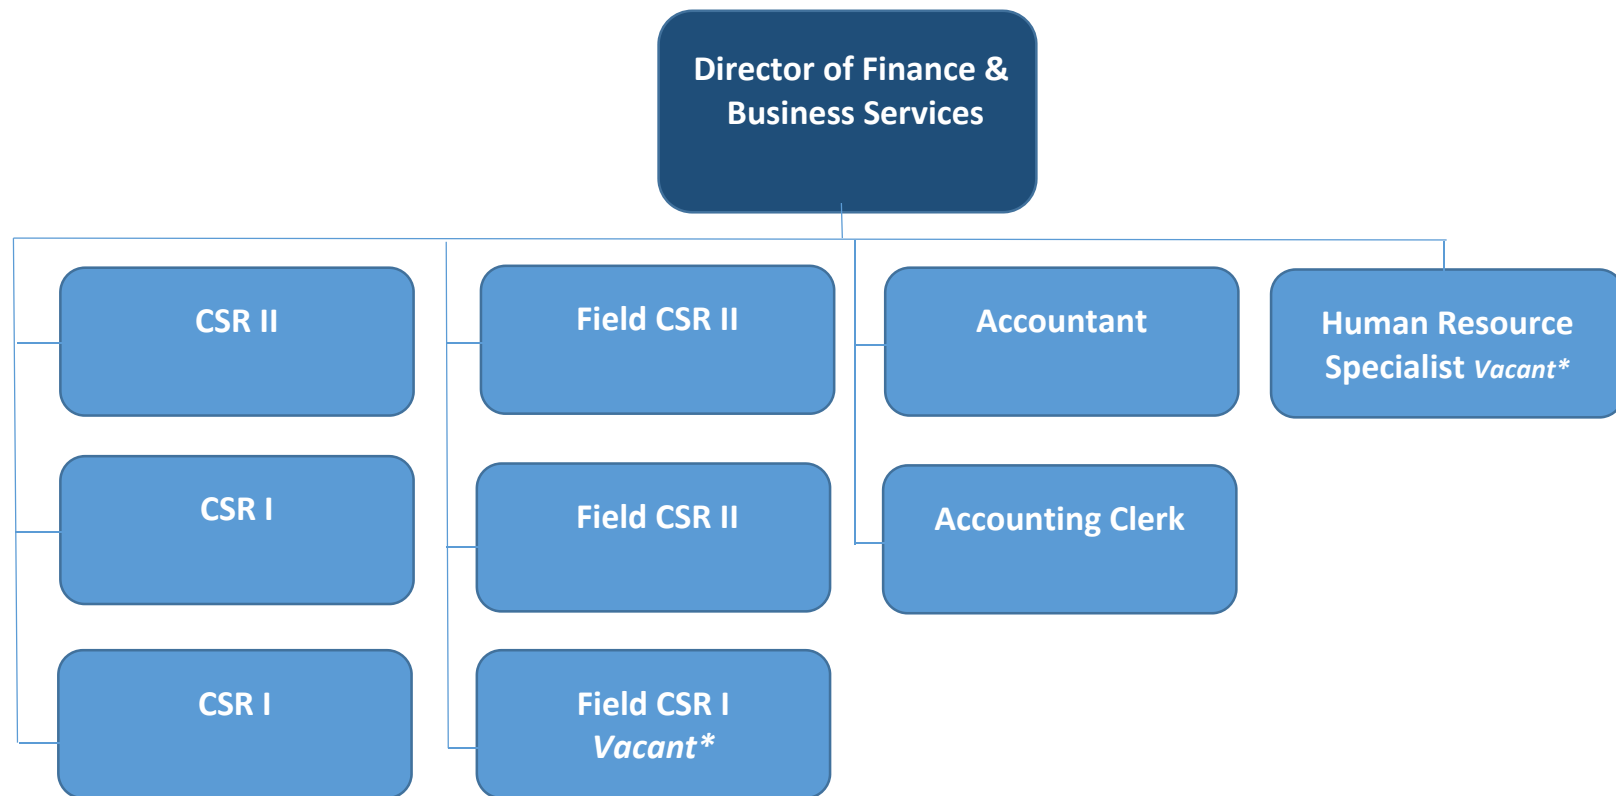 Director of Finance &
Business Services
CSR II
Field CSR II
Accountant
Human Resource
Specialist Vacant*
CSR I
Field CSR II
Accounting Clerk
CSR I
Field CSR I
Vacant*